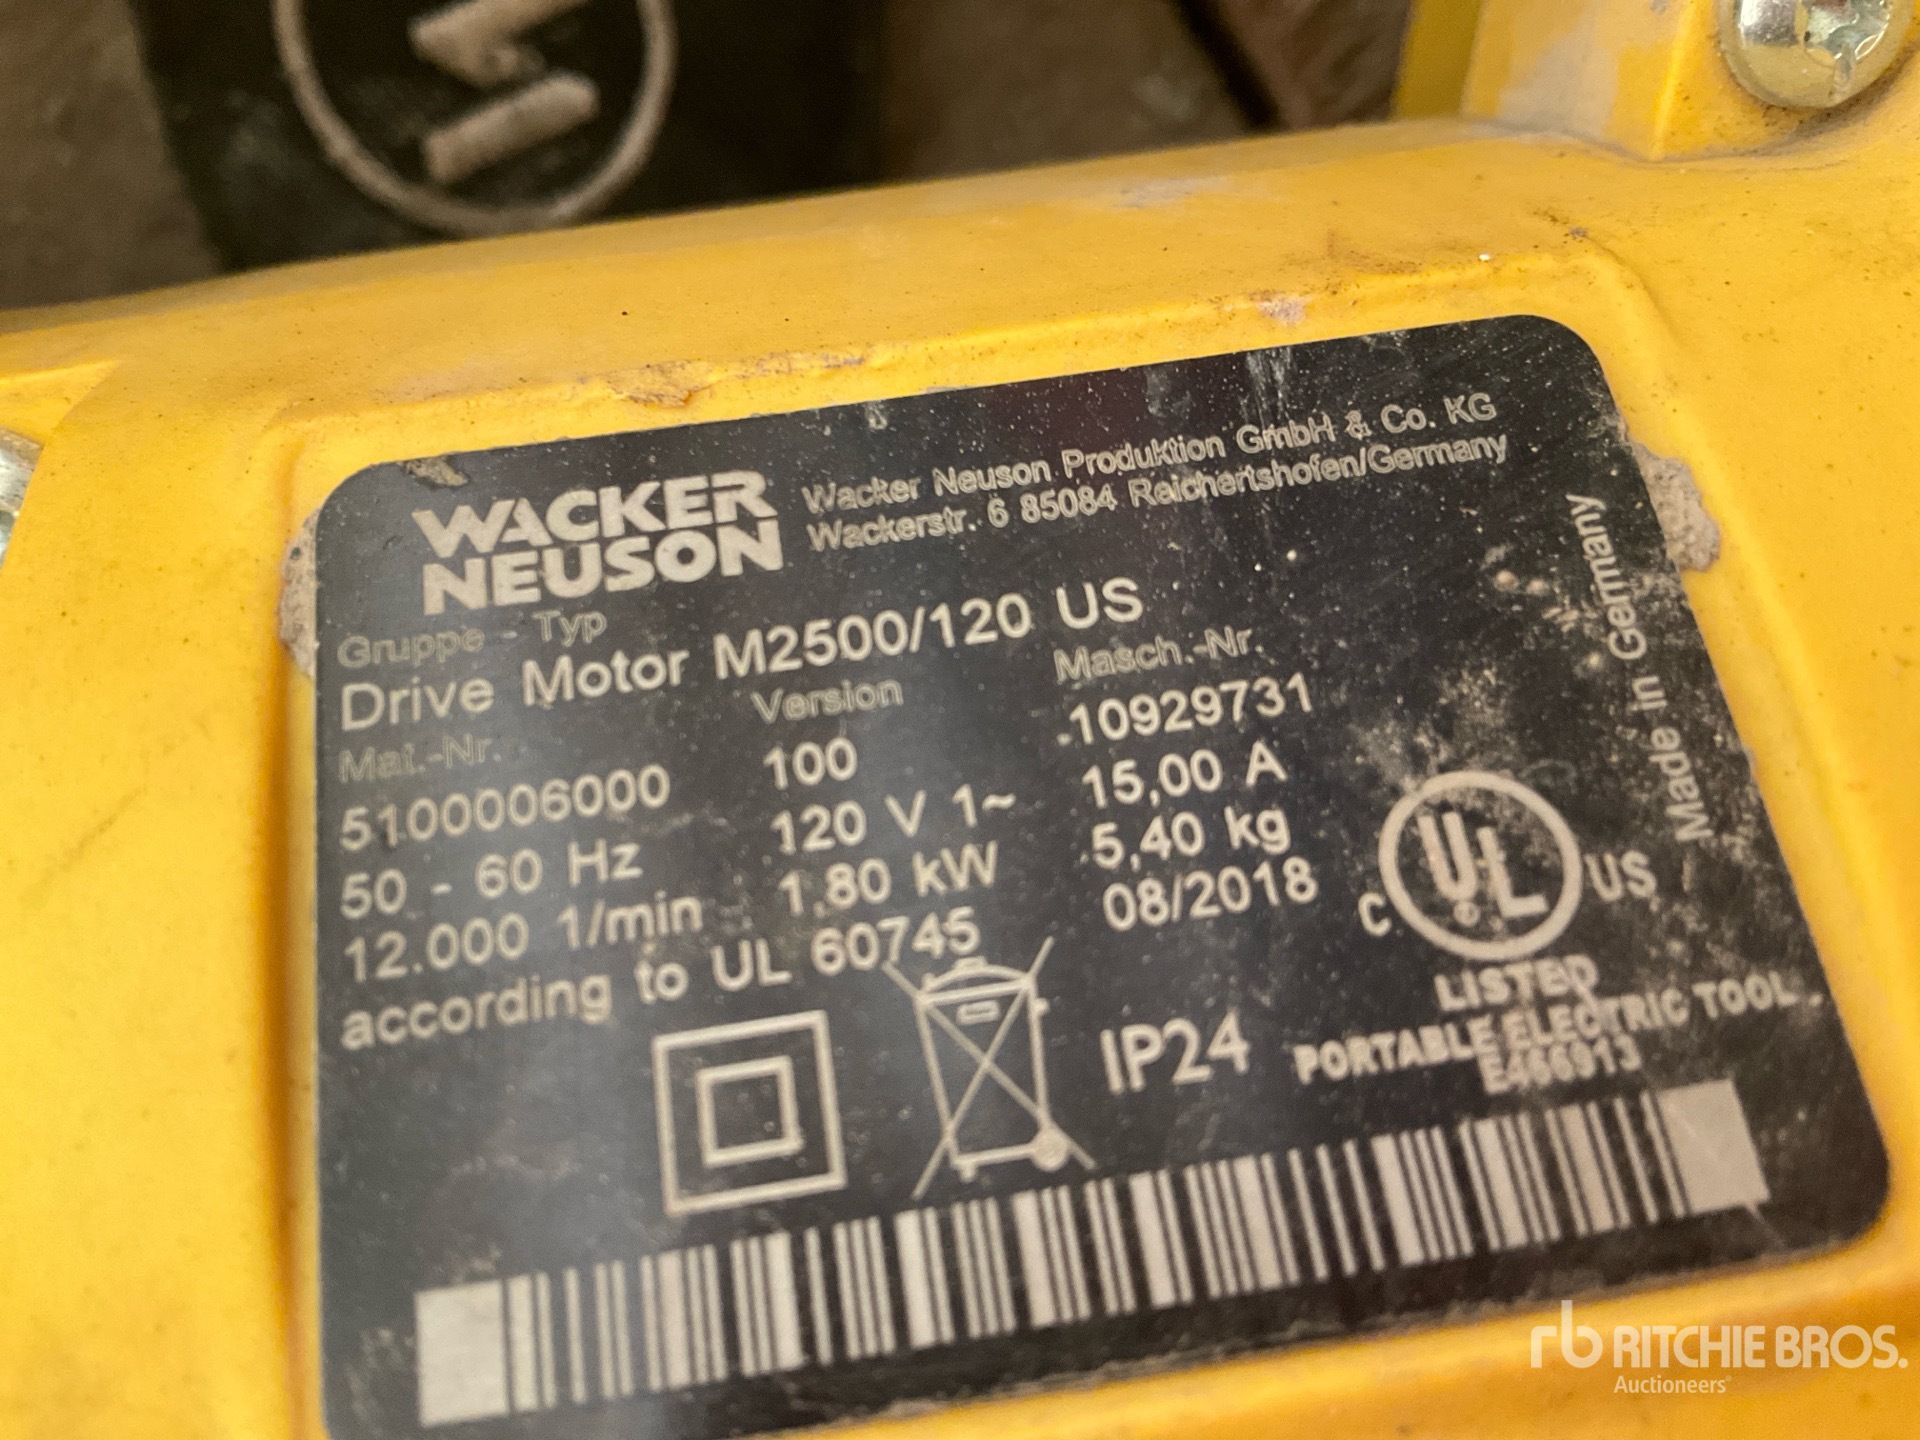 WACKER
NEUSON
Wacker Neuson Produktion GmbH & Co. KG
Wackerstr. 6 85084 Reichertshofen/Germany
Gruppe - Typ
Drive Motor M2500/120 US
Mat.-Nr. Version Masch.-Nr.
5100006000 100 10929731
50 - 60 Hz 120 V 1~ 15,00 A
12.000 1/min 1,80 kW 5,40 kg
according to UL 60745 08/2018
Made in Germany
C UL US
®
LISTED
PORTABLE ELECTRIC TOOL
E466913
IP24
rb RITCHIE BROS.
Auctioneers